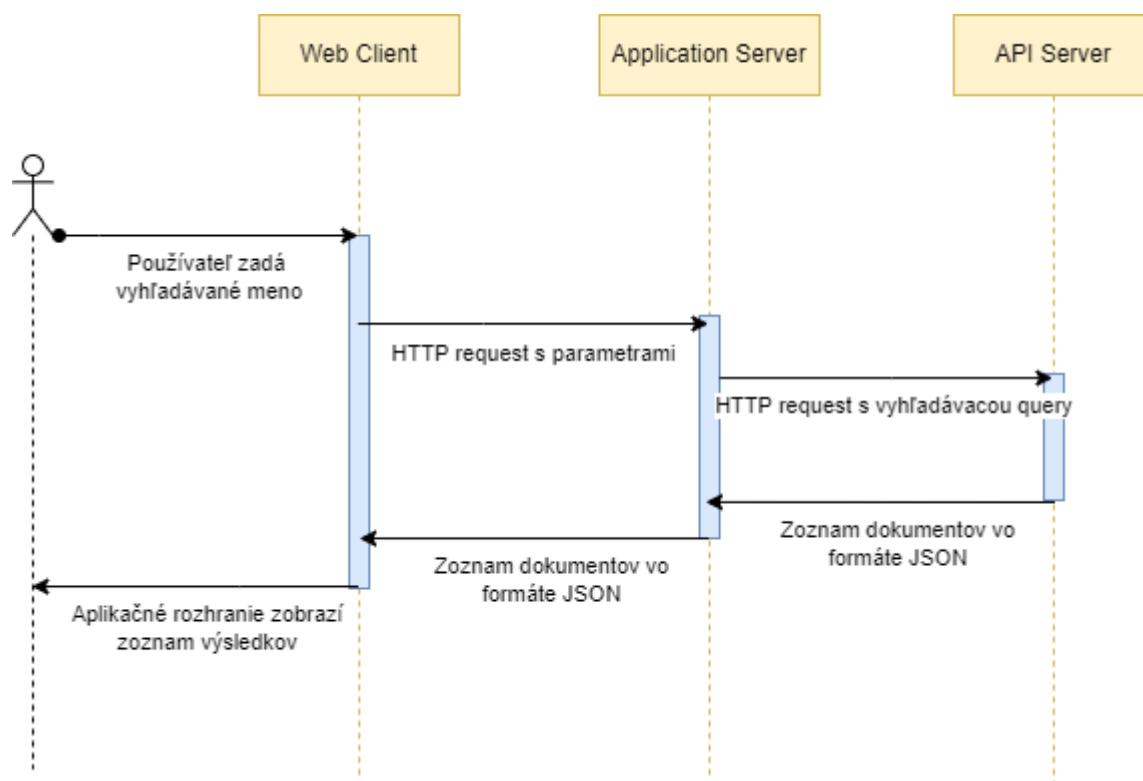 Web Client
Application Server
API Server
Používateľ zadá
vyhľadávané meno
HTTP request s parametrami
HTTP request s vyhľadávacou query
Zoznam dokumentov vo
formáte JSON
Zoznam dokumentov vo
formáte JSON
Aplikačné rozhranie zobrazí
zoznam výsledkov